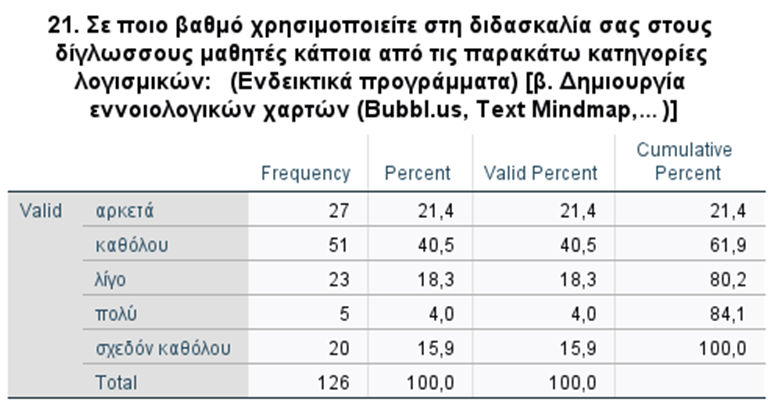 21. Σε ποιο βαθμό χρησιμοποιείτε στη διδασκαλία σας στους
δίγλωσσους μαθητές κάποια από τις παρακάτω κατηγορίες
λογισμικών: (Ενδεικτικά προγράμματα) [β. Δημιουργία
εννοιολογικών χαρτών (Bubbl.us, Text Mindmap,... )]
Frequency Percent Valid Percent Cumulative Percent
Valid αρκετά 27 21,4 21,4 21,4
καθόλου 51 40,5 40,5 61,9
λίγο 23 18,3 18,3 80,2
πολύ 5 4,0 4,0 84,1
σχεδόν καθόλου 20 15,9 15,9 100,0
Total 126 100,0 100,0